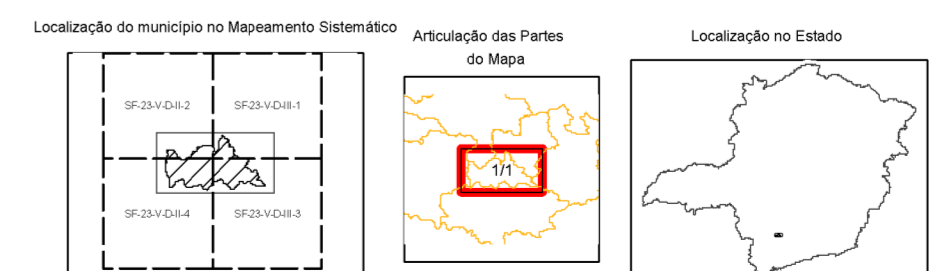 Localização do município no Mapeamento Sistemático
Articulação das Partes
do Mapa
Localização no Estado
SF-23-V-D-II-2
SF-23-V-D-III-1
1/1
SF-23-V-D-II-4
SF-23-V-D-III-3